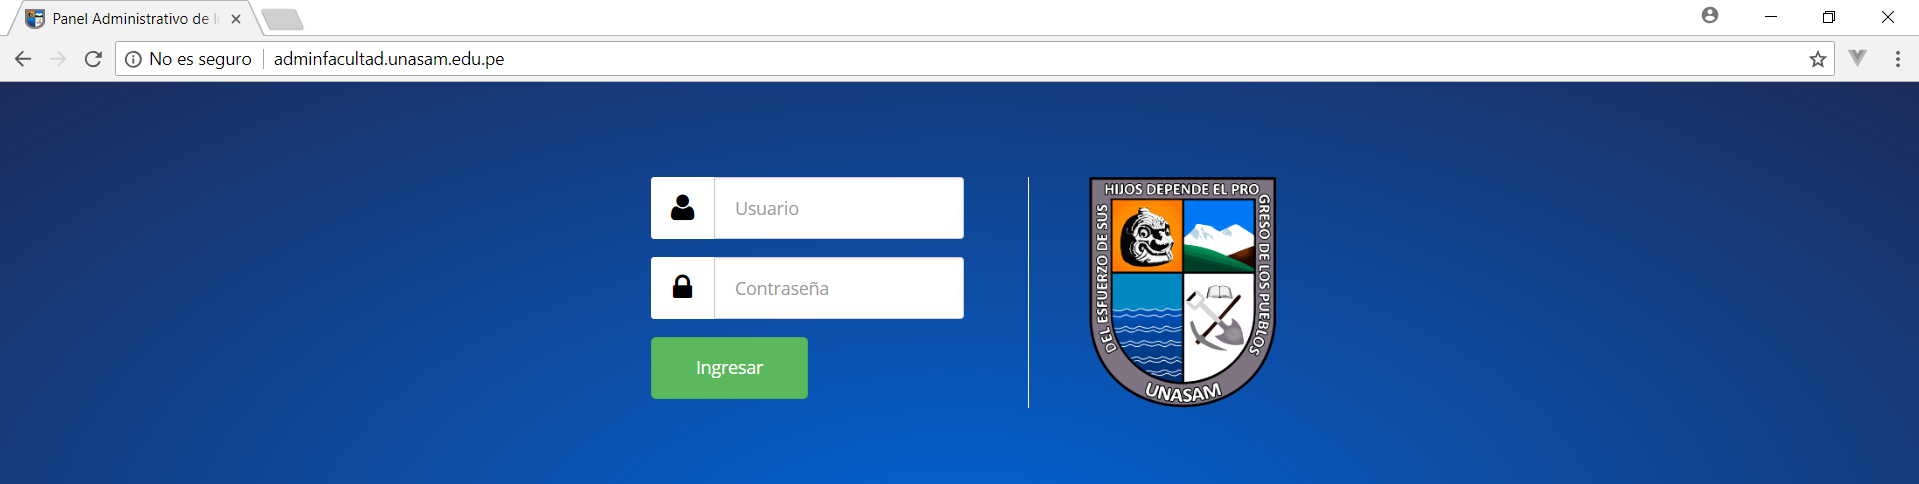 Panel Administrativo de l
No es seguro
adminfacultad.unasam.edu.pe
Usuario
Contraseña
Ingresar
DEL ESFUERZO DE SUS
HIJOS DEPENDE EL PRO
GRESO DE LOS PUEBLOS
UNASAM